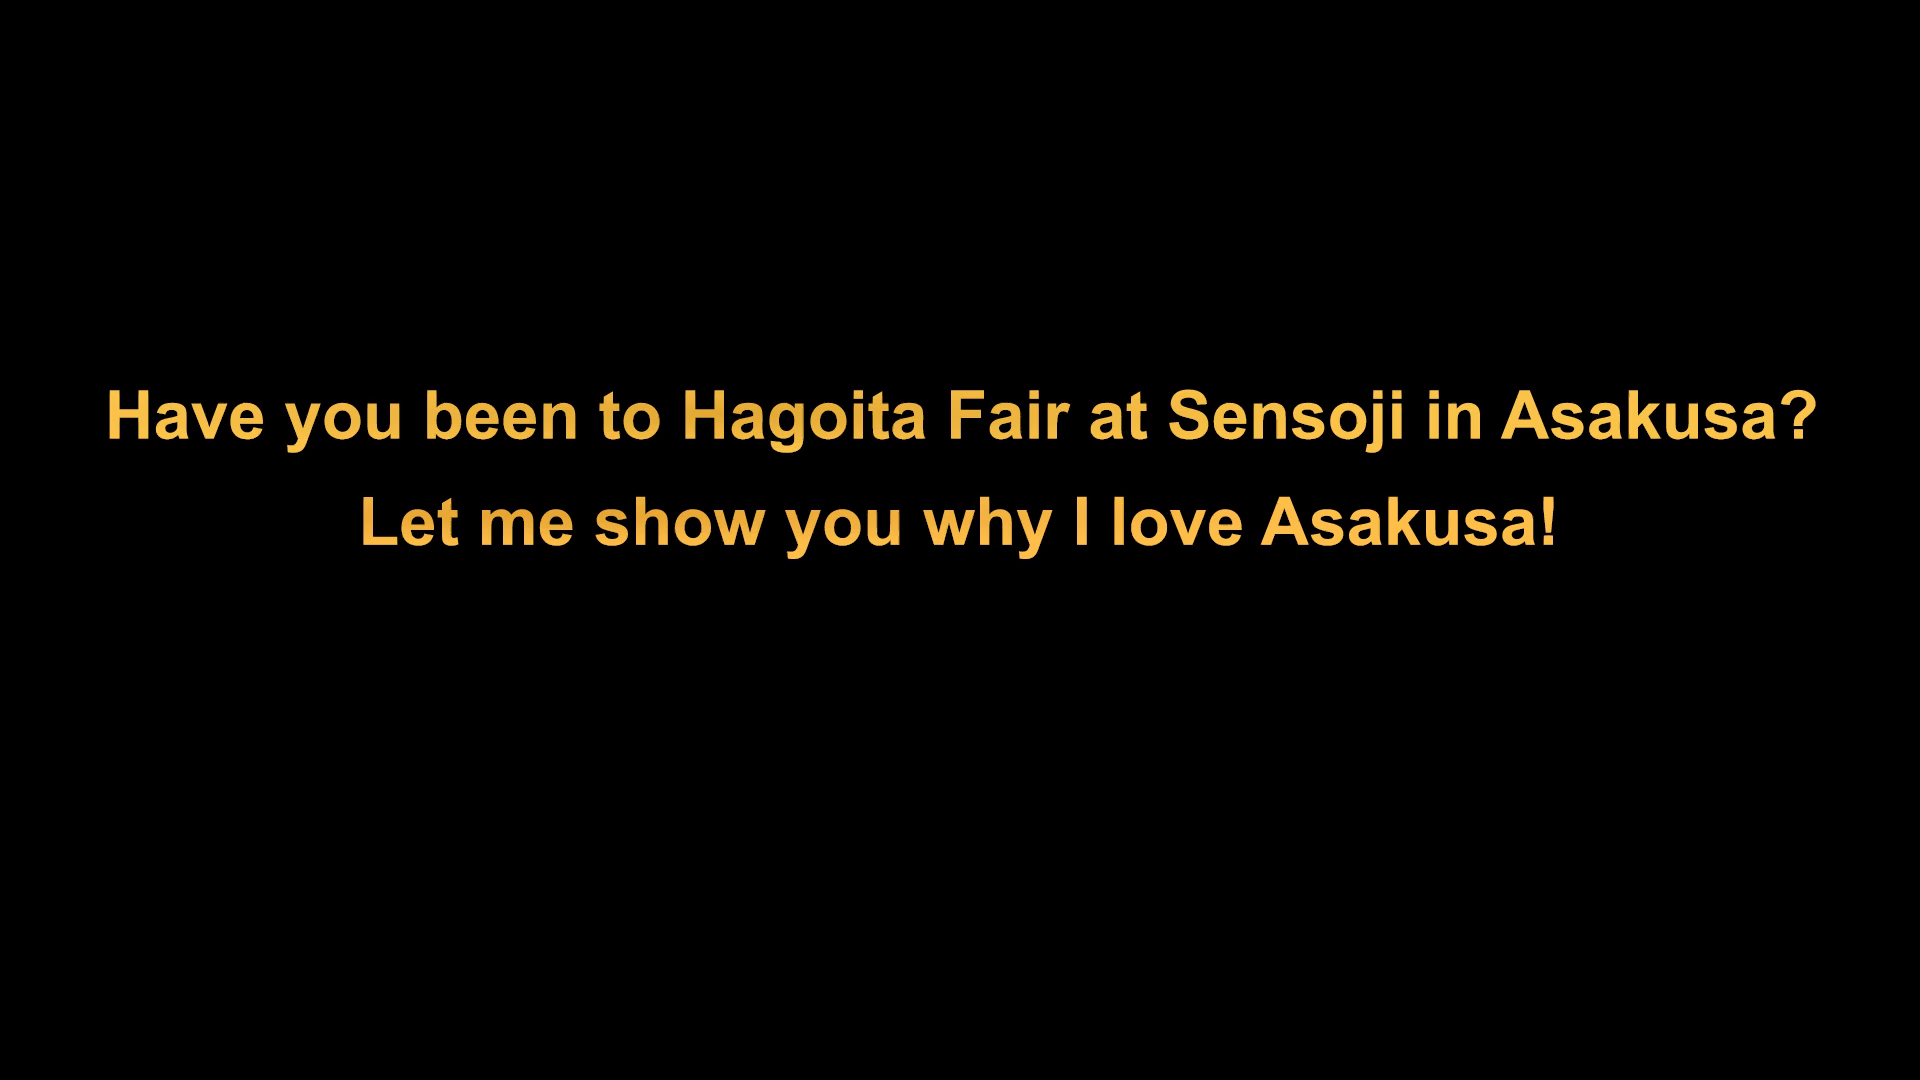 Have you been to Hagoita Fair at Sensoji in Asakusa?
Let me show you why I love Asakusa!